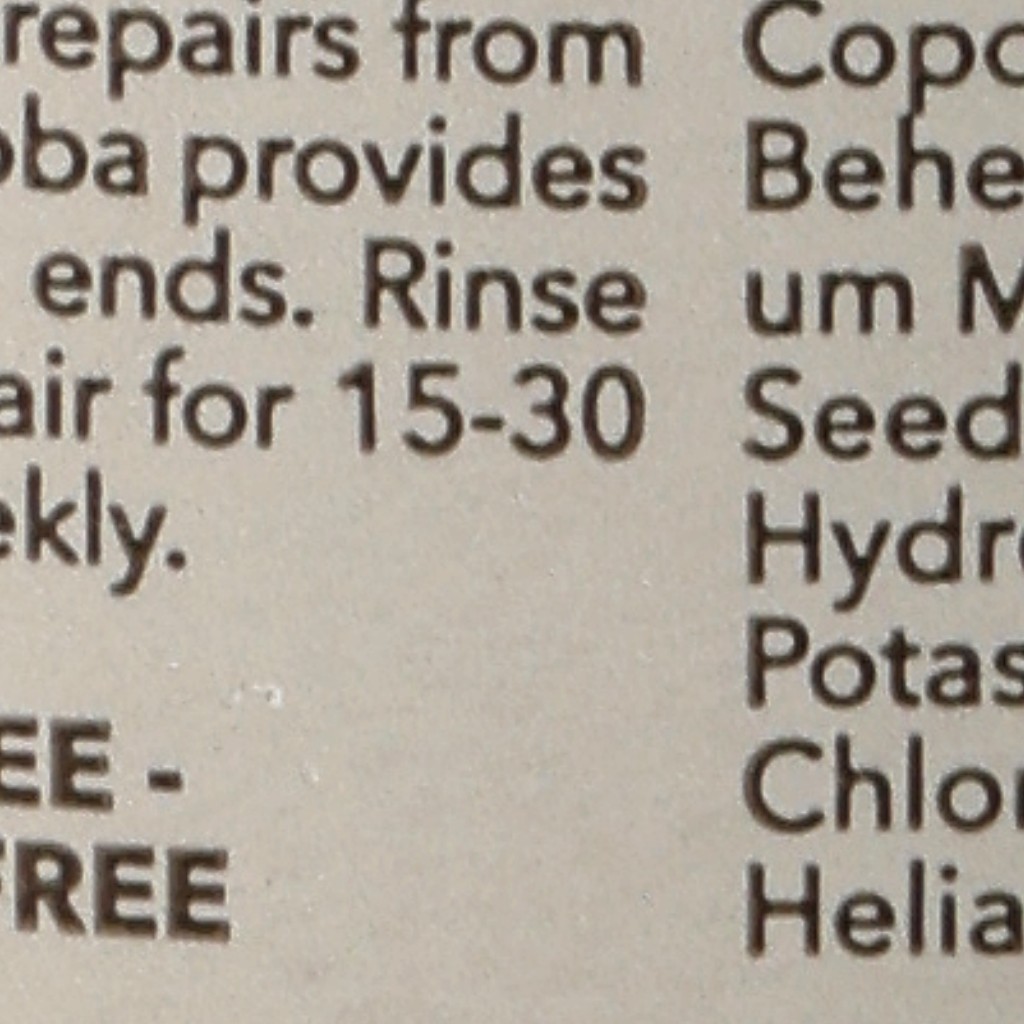 repairs from
oba provides
ends. Rinse
air for 15-30
ekly.
EE -
FREE
Copo
Behe
um M
Seed
Hydro
Potas
Chlor
Helia